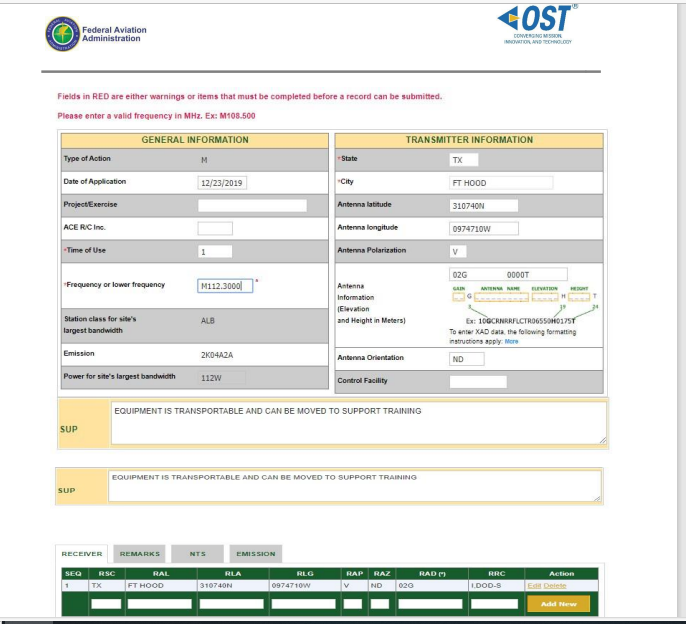 Federal Aviation
Administration
OST®
CONVERGING MISSION,
INNOVATION, AND TECHNOLOGY
Fields in RED are either warnings or items that must be completed before a record can be submitted.
Please enter a valid frequency in MHz. Ex: M108.500
GENERAL INFORMATION
Type of Action M
Date of Application 12/23/2019
Project/Exercise
ACE R/C Inc.
*Time of Use 1
*Frequency or lower frequency M112.3000 *
Station class for site's
largest bandwidth ALB
Emission 2K04A2A
Power for site's largest bandwidth 112W
TRANSMITTER INFORMATION
*State TX
*City FT HOOD
Antenna latitude 310740N
Antenna longitude 0974710W
Antenna Polarization V
Antenna
Information
(Elevation
and Height in Meters)
02G 0000T
GAIN ANTENNA NAME ELEVATION HEIGHT
G H T
3 19 24
Ex: 10GCRNRRFLCTR06550H0175T
To enter XAD data, the following formatting
instructions apply: More
Antenna Orientation ND
Control Facility
SUP EQUIPMENT IS TRANSPORTABLE AND CAN BE MOVED TO SUPPORT TRAINING
SUP EQUIPMENT IS TRANSPORTABLE AND CAN BE MOVED TO SUPPORT TRAINING
RECEIVER REMARKS NTS EMISSION
SEQ RSC RAL RLA RLG RAP RAZ RAD (*) RRC Action
1 TX FT HOOD 310740N 0974710W V ND 02G I,DOD-S Edit Delete
Add New